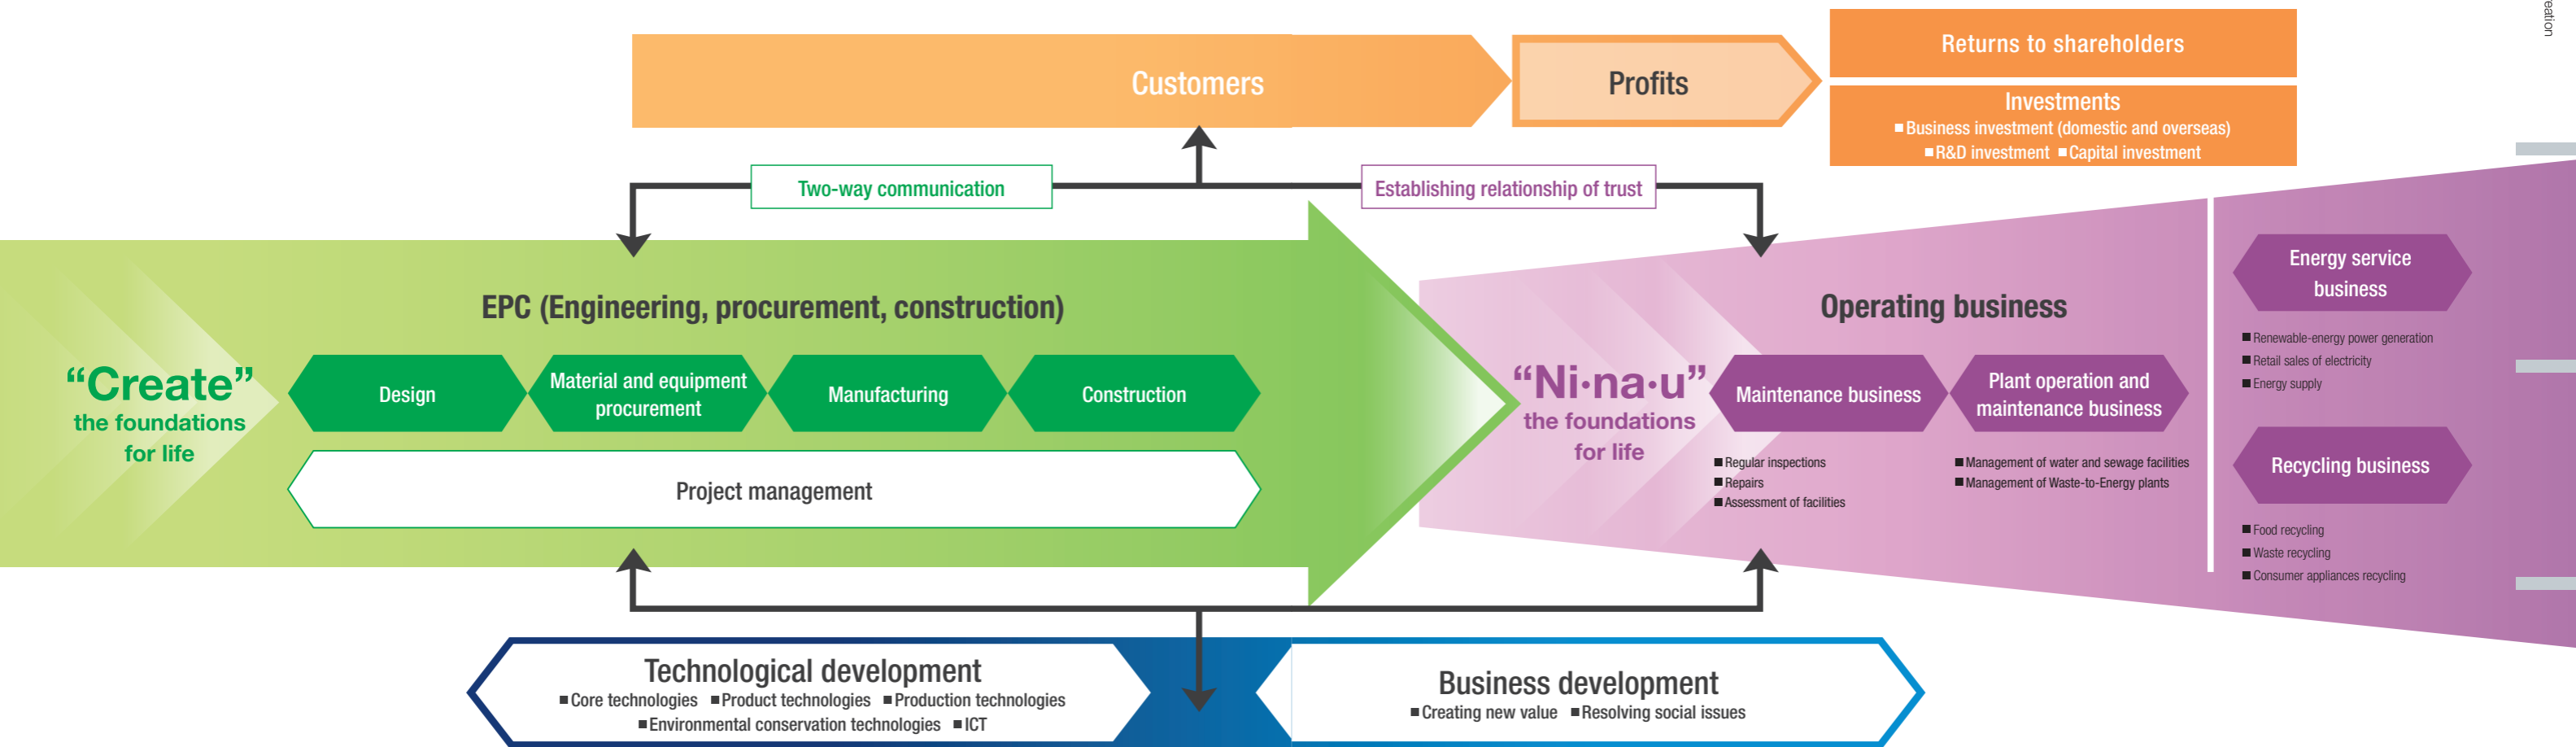 eation
Customers
Profits
Returns to shareholders
Investments
■Business investment (domestic and overseas)
■R&D investment ■Capital investment
Two-way communication
Establishing relationship of trust
EPC (Engineering, procurement, construction)
“Create”
the foundations
for life
Design
Material and equipment
procurement
Manufacturing
Construction
Project management
Operating business
“Ni·na·u”
the foundations
for life
Maintenance business
■Regular inspections
■Repairs
■Assessment of facilities
Plant operation and
maintenance business
■Management of water and sewage facilities
■Management of Waste-to-Energy plants
Energy service
business
■Renewable-energy power generation
■Retail sales of electricity
■Energy supply
Recycling business
■Food recycling
■Waste recycling
■Consumer appliances recycling
Technological development
■Core technologies ■Product technologies ■Production technologies
■Environmental conservation technologies ■ICT
Business development
■Creating new value ■Resolving social issues